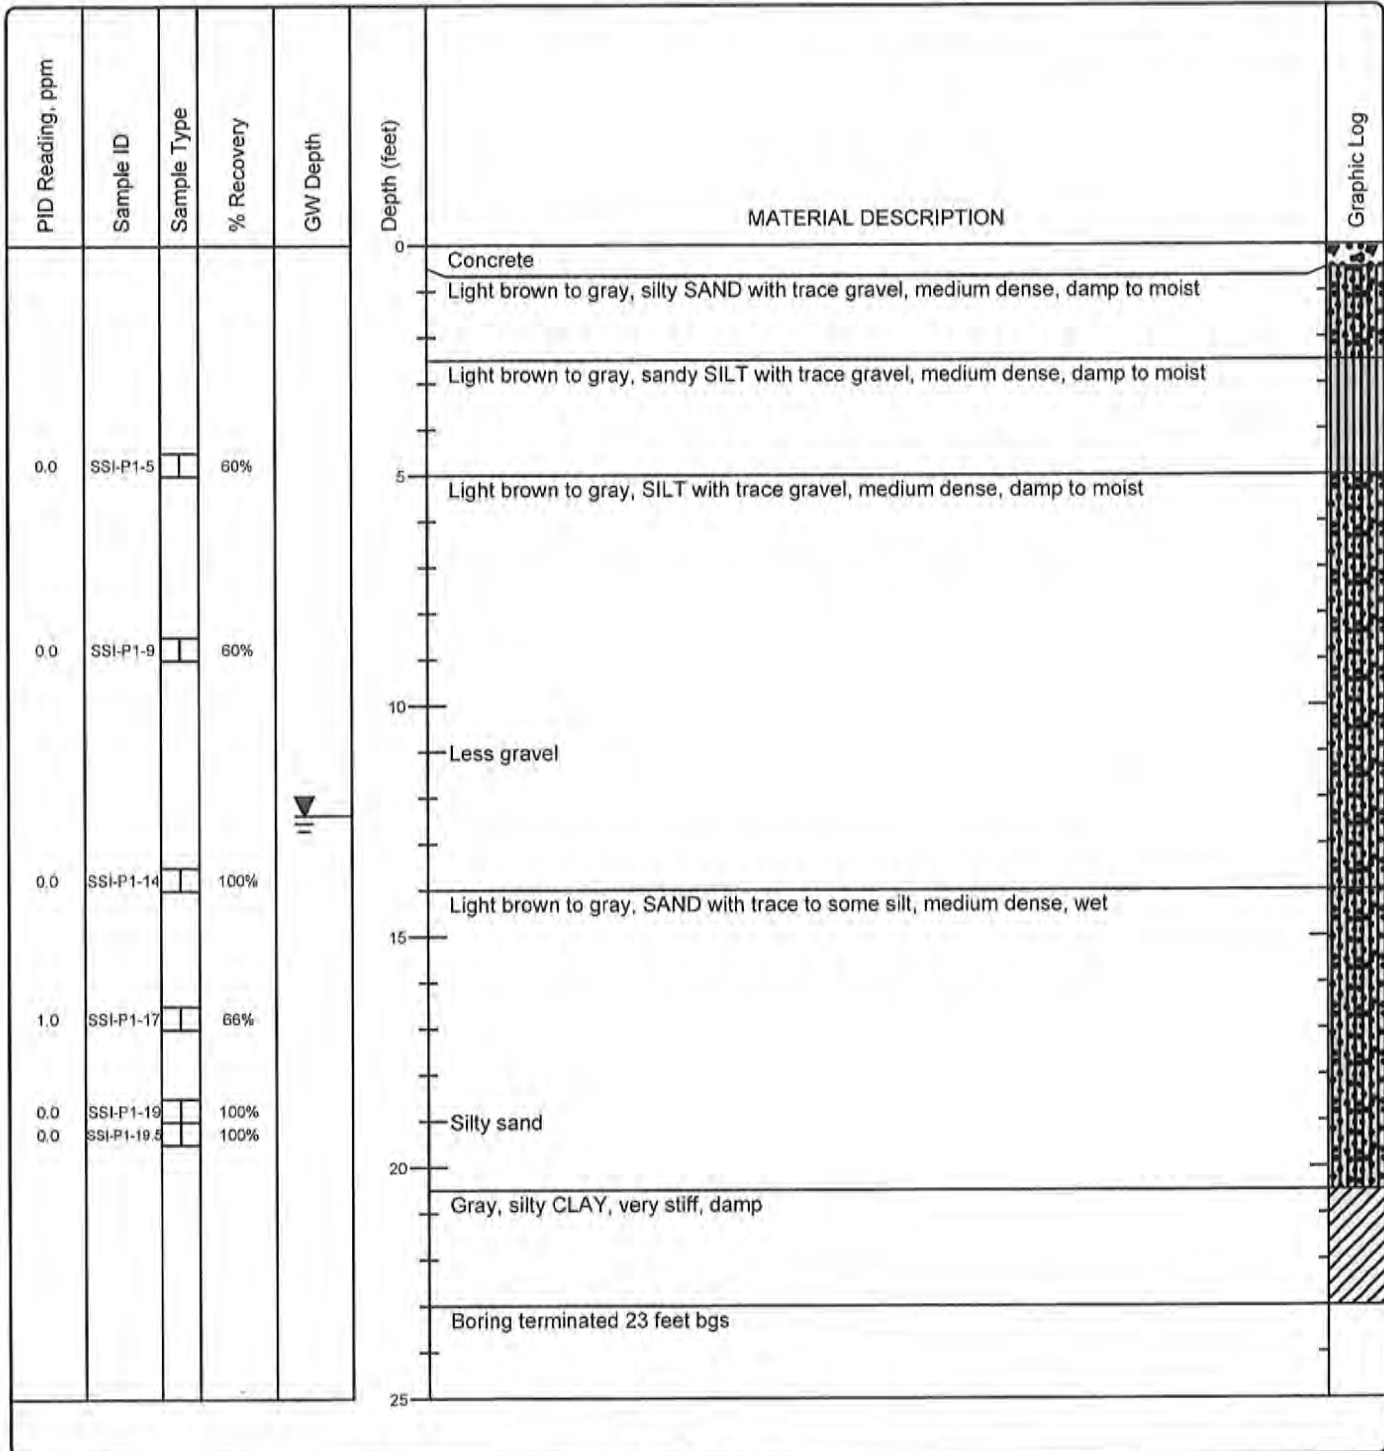 PID Reading, ppm
Sample ID
Sample Type
% Recovery
GW Depth
Depth (feet)
MATERIAL DESCRIPTION
Graphic Log
0
Concrete
Light brown to gray, silty SAND with trace gravel, medium dense, damp to moist
Light brown to gray, sandy SILT with trace gravel, medium dense, damp to moist
0.0 SSI-P1-5 60%
5
Light brown to gray, SILT with trace gravel, medium dense, damp to moist
0.0 SSI-P1-9 60%
10
Less gravel
0.0 SSI-P1-14 100%
Light brown to gray, SAND with trace to some silt, medium dense, wet
15
1.0 SSI-P1-17 66%
0.0 SSI-P1-19 100%
Silty sand
0.0 SSI-P1-19.5 100%
20
Gray, silty CLAY, very stiff, damp
Boring terminated 23 feet bgs
25